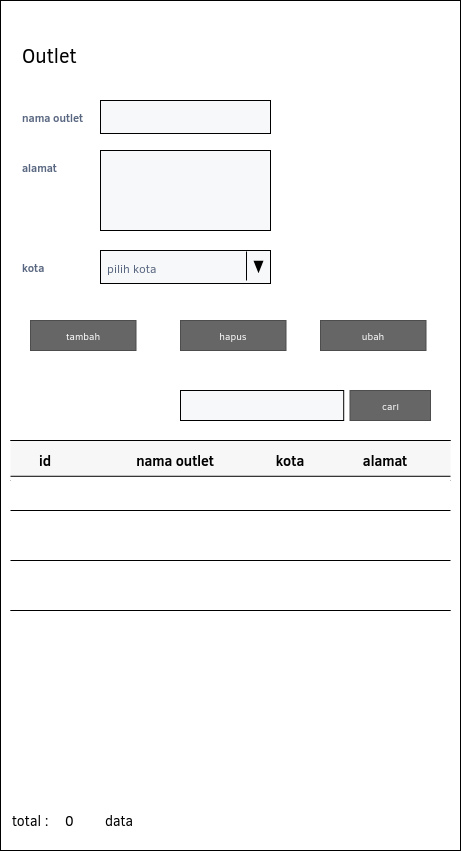 Outlet
nama outlet
alamat
kota pilih kota
tambah hapus ubah
cari
id nama outlet kota alamat
total : 0 data